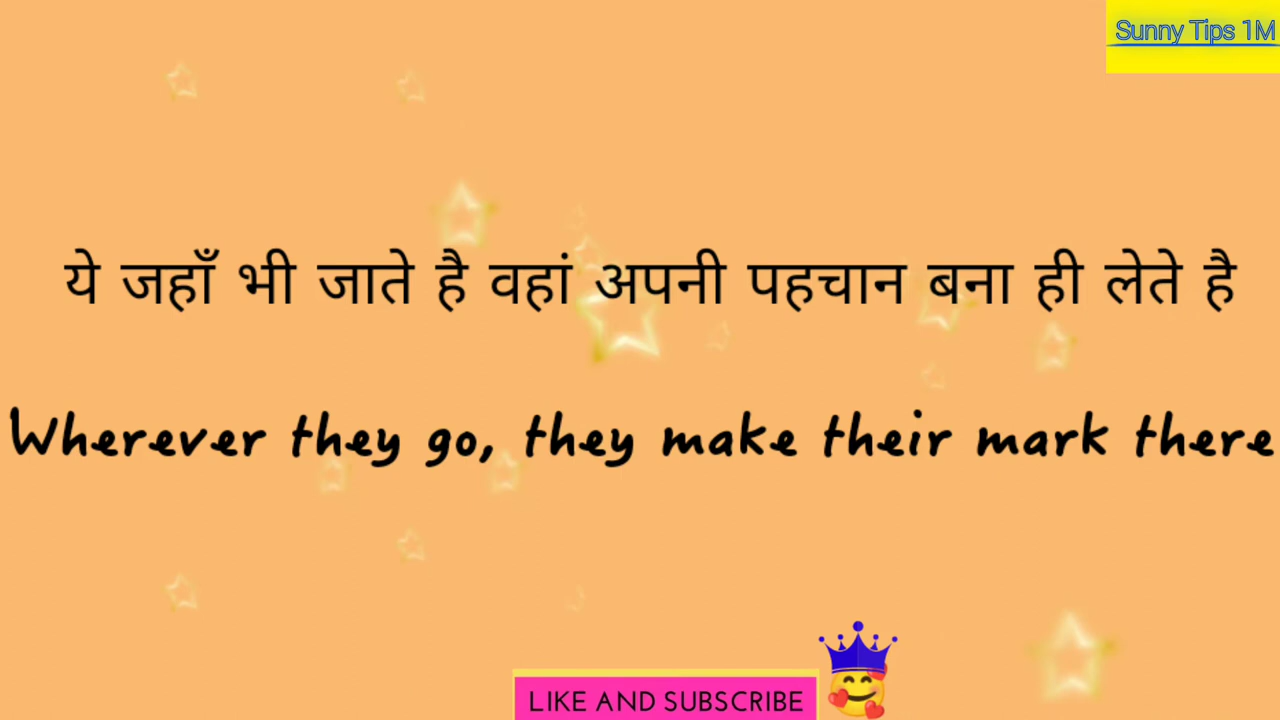 Sunny Tips 1M
ये जहाँ भी जाते है वहां अपनी पहचान बना ही लेते है
Wherever they go, they make their mark there
LIKE AND SUBSCRIBE